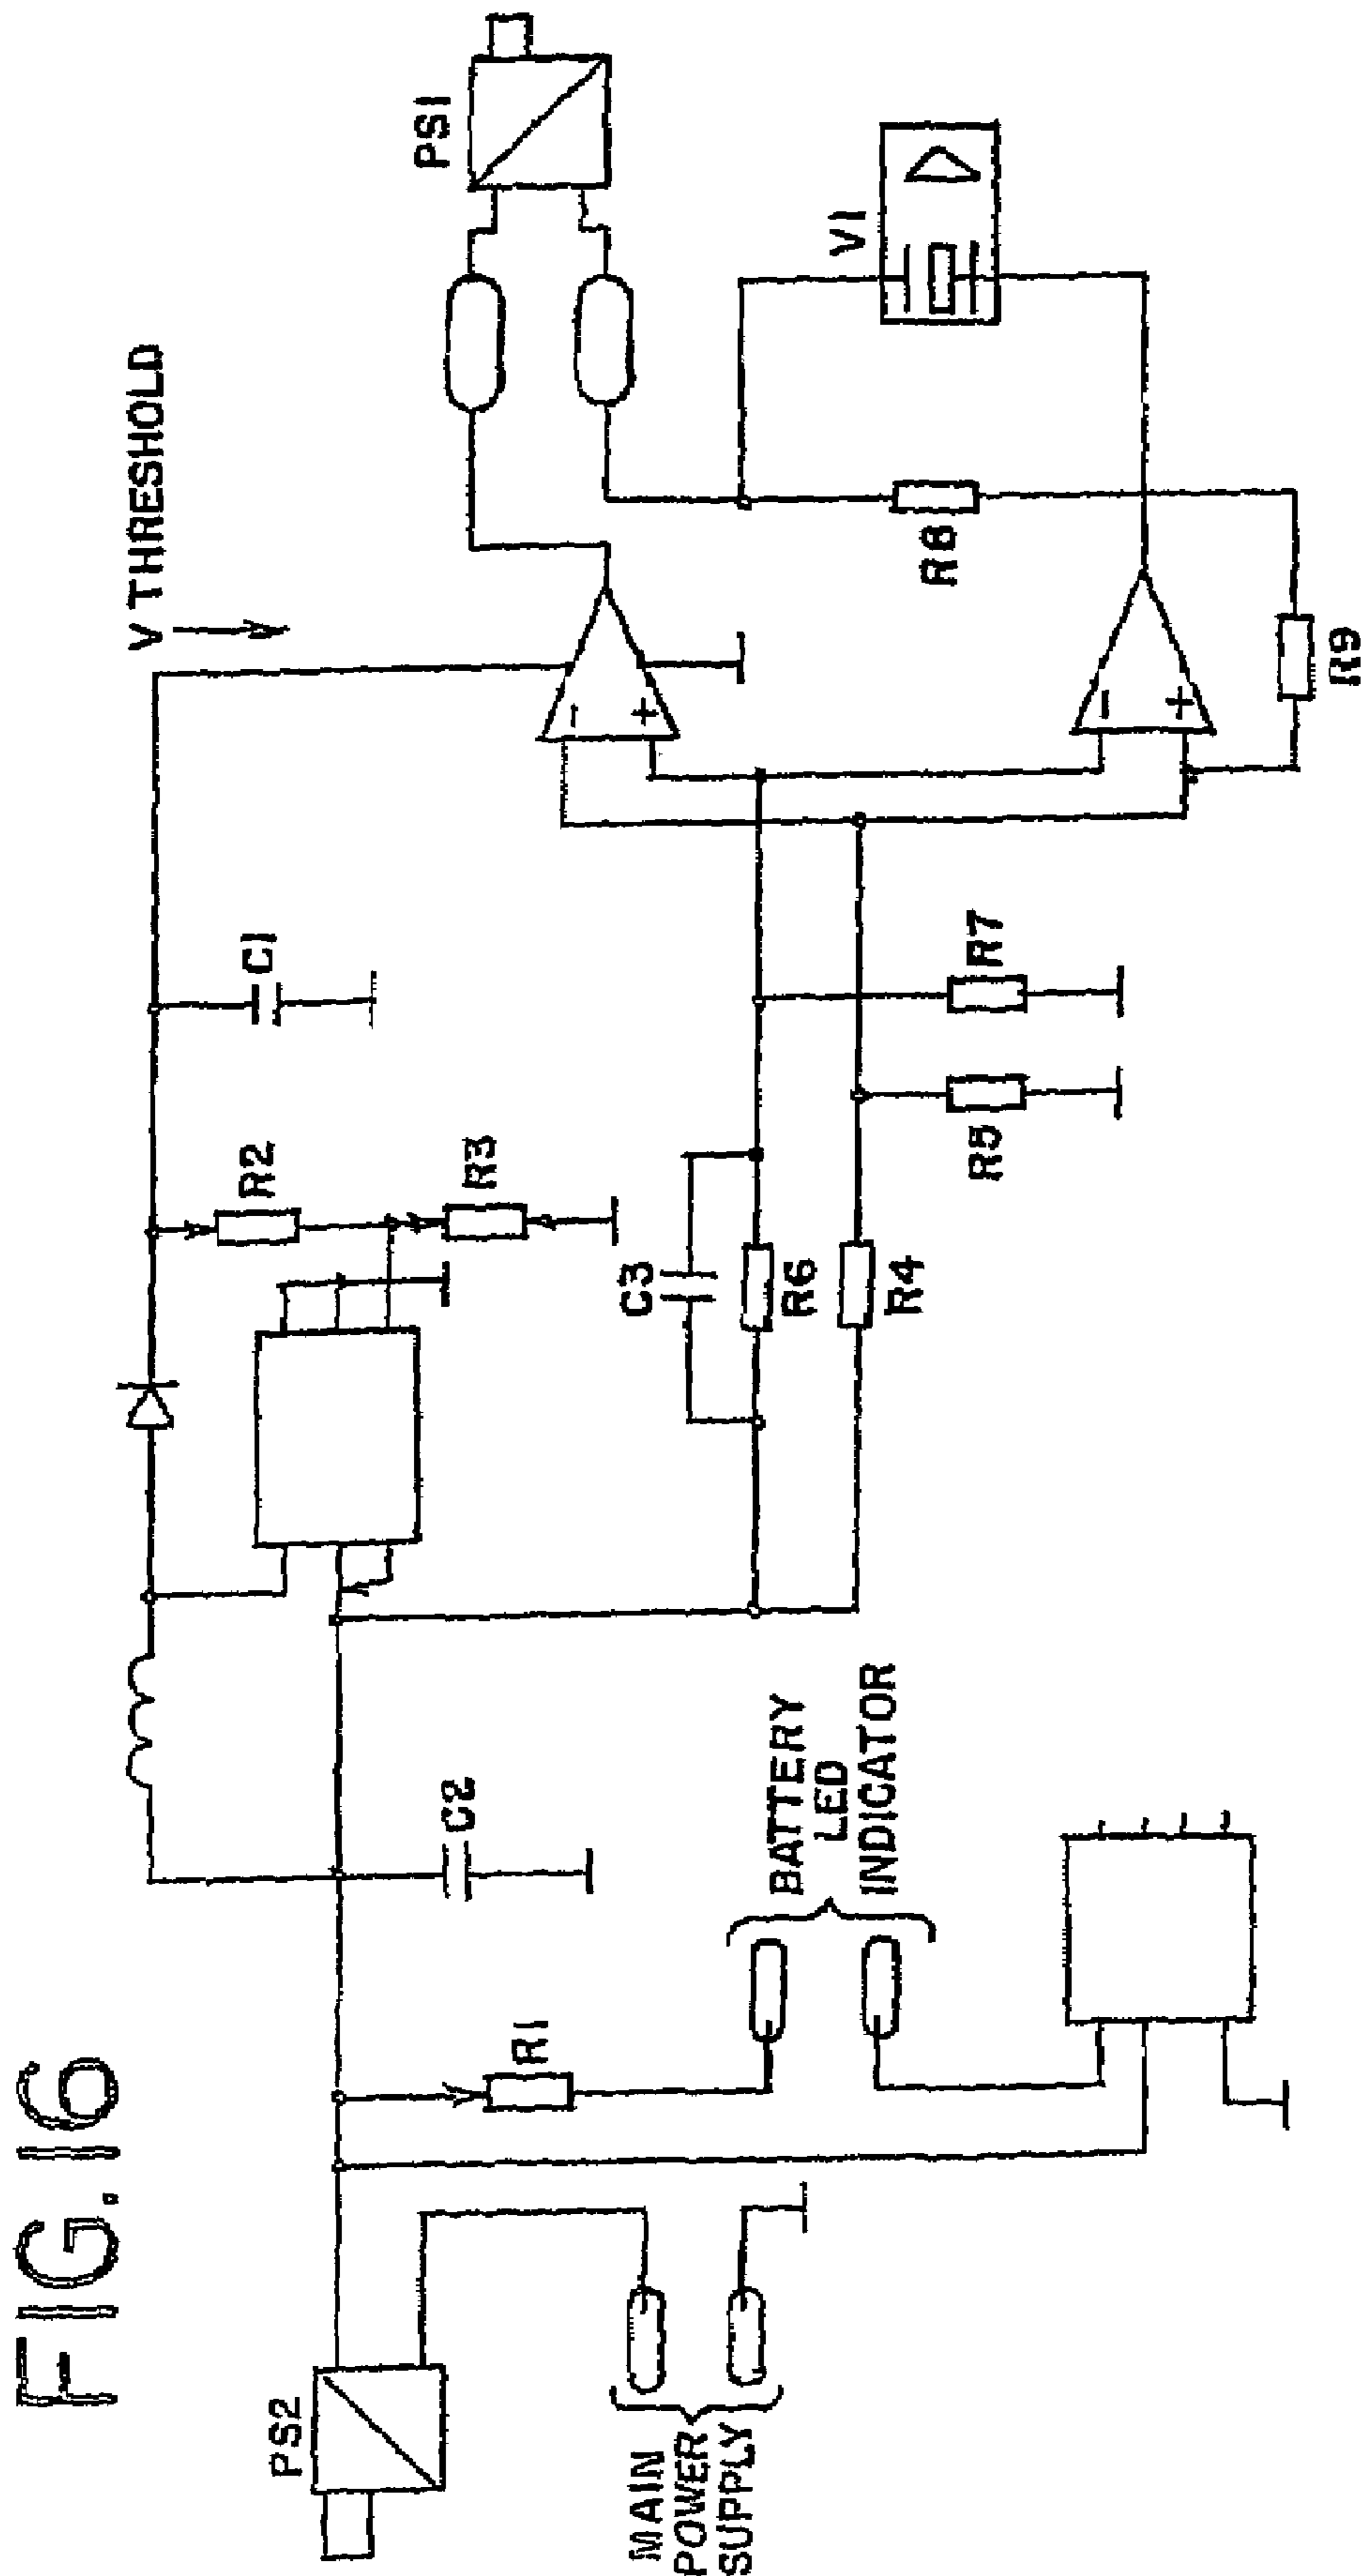 FIG.16
PS2
MAIN
POWER
SUPPLY
R1
BATTERY
LED
INDICATOR
C2
R2
R3
C1
C3
R6
R4
R5
R7
V THRESHOLD
-
+
-
+
R8
R9
PS1
V1